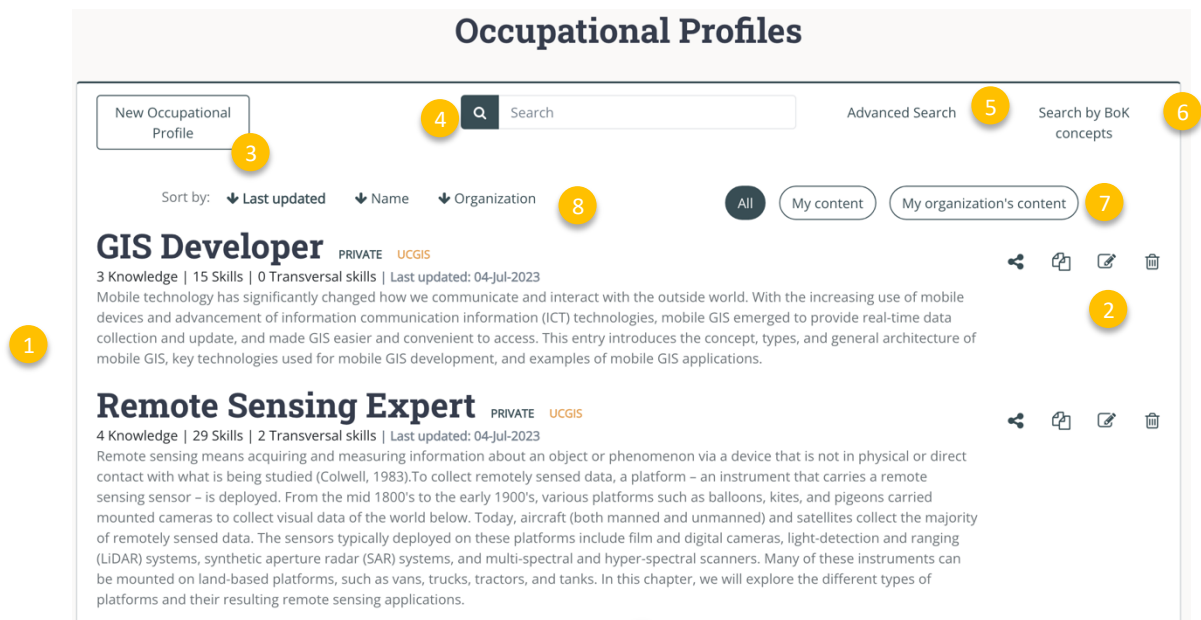 Occupational Profiles
New Occupational
Profile
3
4
Search
Advanced Search
5
Search by BoK
concepts
6
Sort by:
Last updated
Name
Organization
8
All
My content
My organization's content
7
GIS Developer PRIVATE UCGIS
3 Knowledge | 15 Skills | 0 Transversal skills | Last updated: 04-Jul-2023
Mobile technology has significantly changed how we communicate and interact with the outside world. With the increasing use of mobile
devices and advancement of information communication information (ICT) technologies, mobile GIS emerged to provide real-time data
collection and update, and made GIS easier and convenient to access. This entry introduces the concept, types, and general architecture of
mobile GIS, key technologies used for mobile GIS development, and examples of mobile GIS applications.
2
1
Remote Sensing Expert PRIVATE UCGIS
4 Knowledge | 29 Skills | 2 Transversal skills | Last updated: 04-Jul-2023
Remote sensing means acquiring and measuring information about an object or phenomenon via a device that is not in physical or direct
contact with what is being studied (Colwell, 1983).To collect remotely sensed data, a platform – an instrument that carries a remote
sensing sensor – is deployed. From the mid 1800's to the early 1900's, various platforms such as balloons, kites, and pigeons carried
mounted cameras to collect visual data of the world below. Today, aircraft (both manned and unmanned) and satellites collect the majority
of remotely sensed data. The sensors typically deployed on these platforms include film and digital cameras, light-detection and ranging
(LiDAR) systems, synthetic aperture radar (SAR) systems, and multi-spectral and hyper-spectral scanners. Many of these instruments can
be mounted on land-based platforms, such as vans, trucks, tractors, and tanks. In this chapter, we will explore the different types of
platforms and their resulting remote sensing applications.